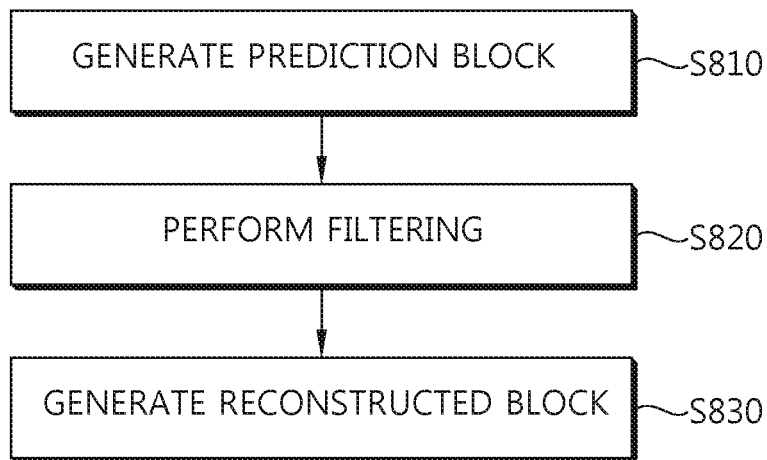 GENERATE PREDICTION BLOCK
S810
PERFORM FILTERING
S820
GENERATE RECONSTRUCTED BLOCK
S830